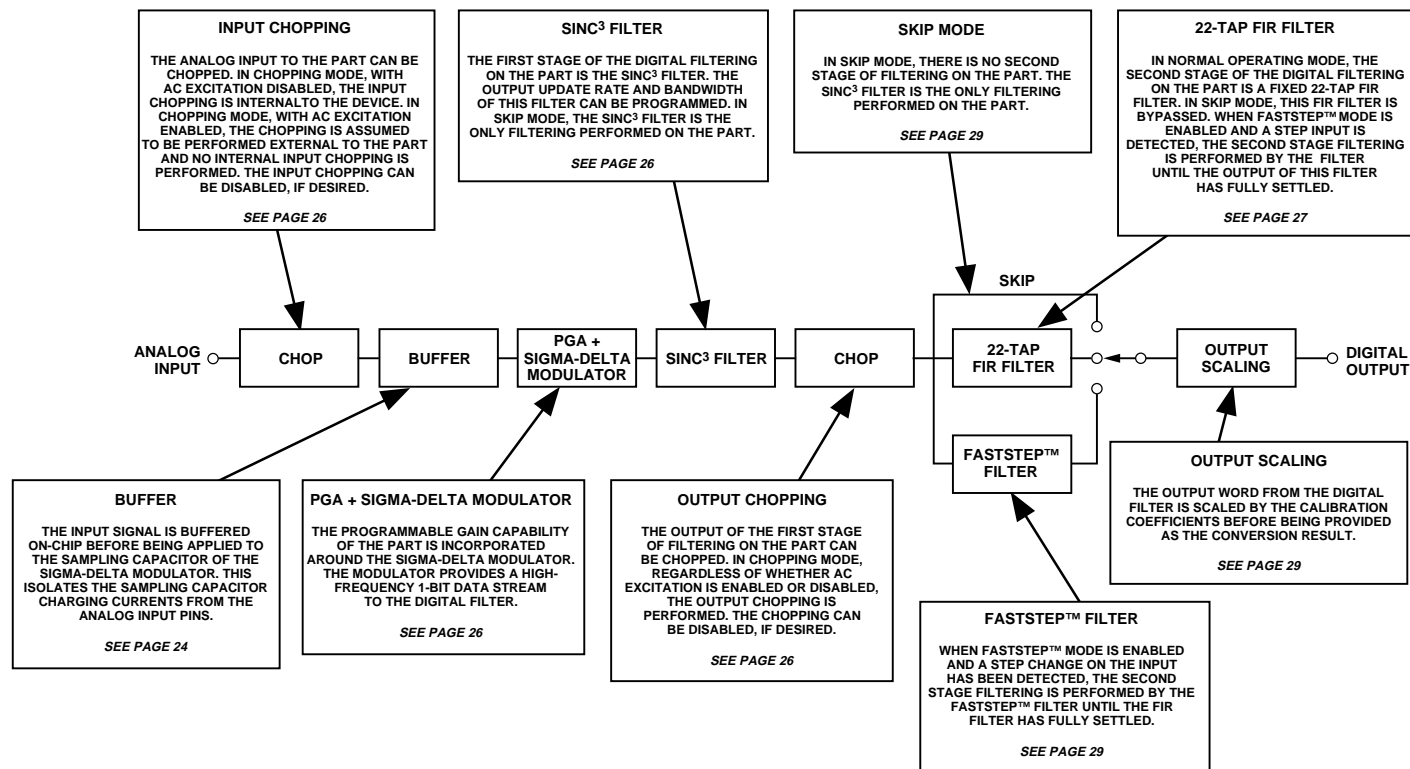 INPUT CHOPPING
THE ANALOG INPUT TO THE PART CAN BE
CHOPPED. IN CHOPPING MODE, WITH
AC EXCITATION DISABLED, THE INPUT
CHOPPING IS INTERNALTO THE DEVICE. IN
CHOPPING MODE, WITH AC EXCITATION
ENABLED, THE CHOPPING IS ASSUMED
TO BE PERFORMED EXTERNAL TO THE PART
AND NO INTERNAL INPUT CHOPPING IS
PERFORMED. THE INPUT CHOPPING CAN
BE DISABLED, IF DESIRED.
SEE PAGE 26
SINC³ FILTER
THE FIRST STAGE OF THE DIGITAL FILTERING
ON THE PART IS THE SINC³ FILTER. THE
OUTPUT UPDATE RATE AND BANDWIDTH
OF THIS FILTER CAN BE PROGRAMMED. IN
SKIP MODE, THE SINC³ FILTER IS THE
ONLY FILTERING PERFORMED ON THE PART.
SEE PAGE 26
SKIP MODE
IN SKIP MODE, THERE IS NO SECOND
STAGE OF FILTERING ON THE PART. THE
SINC³ FILTER IS THE ONLY FILTERING
PERFORMED ON THE PART.
SEE PAGE 29
22-TAP FIR FILTER
IN NORMAL OPERATING MODE, THE
SECOND STAGE OF THE DIGITAL FILTERING
ON THE PART IS A FIXED 22-TAP FIR
FILTER. IN SKIP MODE, THIS FIR FILTER IS
BYPASSED. WHEN FASTSTEP™ MODE IS
ENABLED AND A STEP INPUT IS
DETECTED, THE SECOND STAGE FILTERING
IS PERFORMED BY THE FILTER
UNTIL THE OUTPUT OF THIS FILTER
HAS FULLY SETTLED.
SEE PAGE 27
SKIP
ANALOG
INPUT
CHOP
BUFFER
PGA +
SIGMA-DELTA
MODULATOR
SINC³ FILTER
CHOP
22-TAP
FIR FILTER
OUTPUT
SCALING
DIGITAL
OUTPUT
FASTSTEP™
FILTER
BUFFER
THE INPUT SIGNAL IS BUFFERED
ON-CHIP BEFORE BEING APPLIED TO
THE SAMPLING CAPACITOR OF THE
SIGMA-DELTA MODULATOR. THIS
ISOLATES THE SAMPLING CAPACITOR
CHARGING CURRENTS FROM THE
ANALOG INPUT PINS.
SEE PAGE 24
PGA + SIGMA-DELTA MODULATOR
THE PROGRAMMABLE GAIN CAPABILITY
OF THE PART IS INCORPORATED
AROUND THE SIGMA-DELTA MODULATOR.
THE MODULATOR PROVIDES A HIGH-
FREQUENCY 1-BIT DATA STREAM
TO THE DIGITAL FILTER.
SEE PAGE 26
OUTPUT CHOPPING
THE OUTPUT OF THE FIRST STAGE
OF FILTERING ON THE PART CAN
BE CHOPPED. IN CHOPPING MODE,
REGARDLESS OF WHETHER AC
EXCITATION IS ENABLED OR DISABLED,
THE OUTPUT CHOPPING IS
PERFORMED. THE CHOPPING CAN
BE DISABLED, IF DESIRED.
SEE PAGE 26
OUTPUT SCALING
THE OUTPUT WORD FROM THE DIGITAL
FILTER IS SCALED BY THE CALIBRATION
COEFFICIENTS BEFORE BEING PROVIDED
AS THE CONVERSION RESULT.
SEE PAGE 29
FASTSTEP™ FILTER
WHEN FASTSTEP™ MODE IS ENABLED
AND A STEP CHANGE ON THE INPUT
HAS BEEN DETECTED, THE SECOND
STAGE FILTERING IS PERFORMED BY THE
FASTSTEP™ FILTER UNTIL THE FIR
FILTER HAS FULLY SETTLED.
SEE PAGE 29